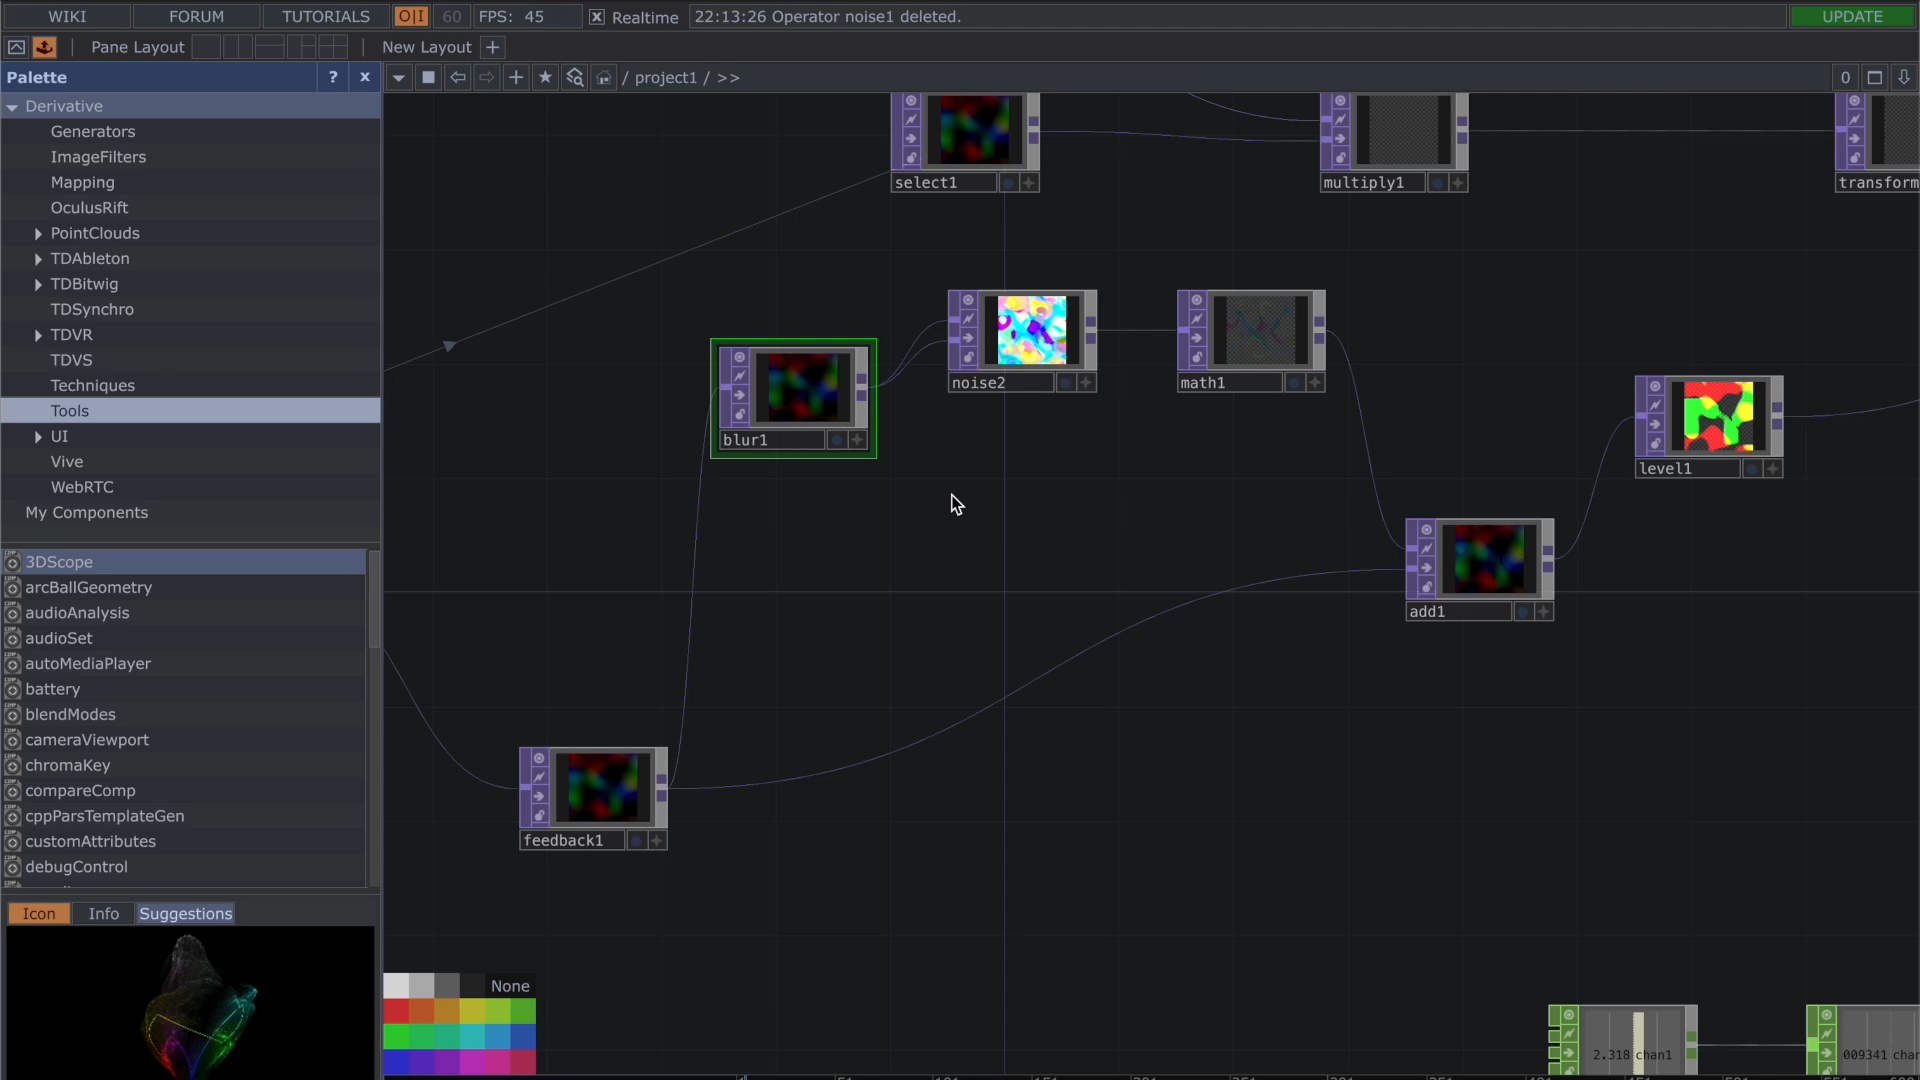 WIKI FORUM TUTORIALS O|I 60 FPS: 45 Realtime 22:13:26 Operator noise1 deleted. UPDATE
Pane Layout New Layout +
Palette ? x / project1 / >> 0
Derivative
Generators
ImageFilters
Mapping
OculusRift
PointClouds
TDAbleton
TDBitwig
TDSynchro
TDVR
TDVS
Techniques
Tools
UI
Vive
WebRTC
My Components
3DScope
arcBallGeometry
audioAnalysis
audioSet
autoMediaPlayer
battery
blendModes
cameraViewport
chromaKey
compareComp
cppParsTemplateGen
customAttributes
debugControl
Icon Info Suggestions
select1 multiply1 transform
noise2 math1
blur1
level1
add1
feedback1
None
2.318 chan1 009341 chan